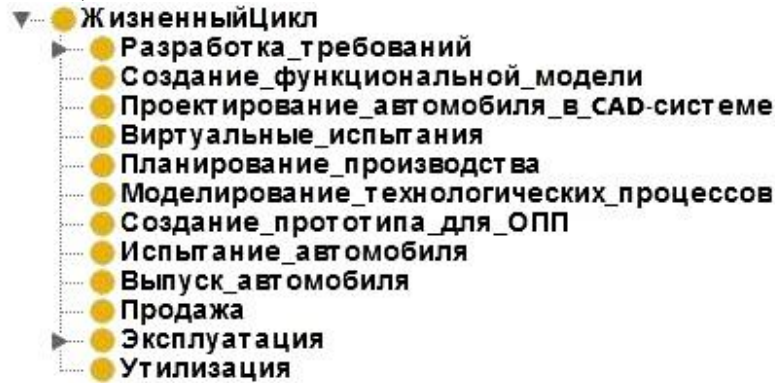 ЖизненныйЦикл
Разработка_требований
Создание_функциональной_модели
Проектирование_автомобиля_в_CAD-системе
Виртуальные_испытания
Планирование_производства
Моделирование_технологических_процессов
Создание_прототипа_для_ОПП
Испытание_автомобиля
Выпуск_автомобиля
Продажа
Эксплуатация
Утилизация